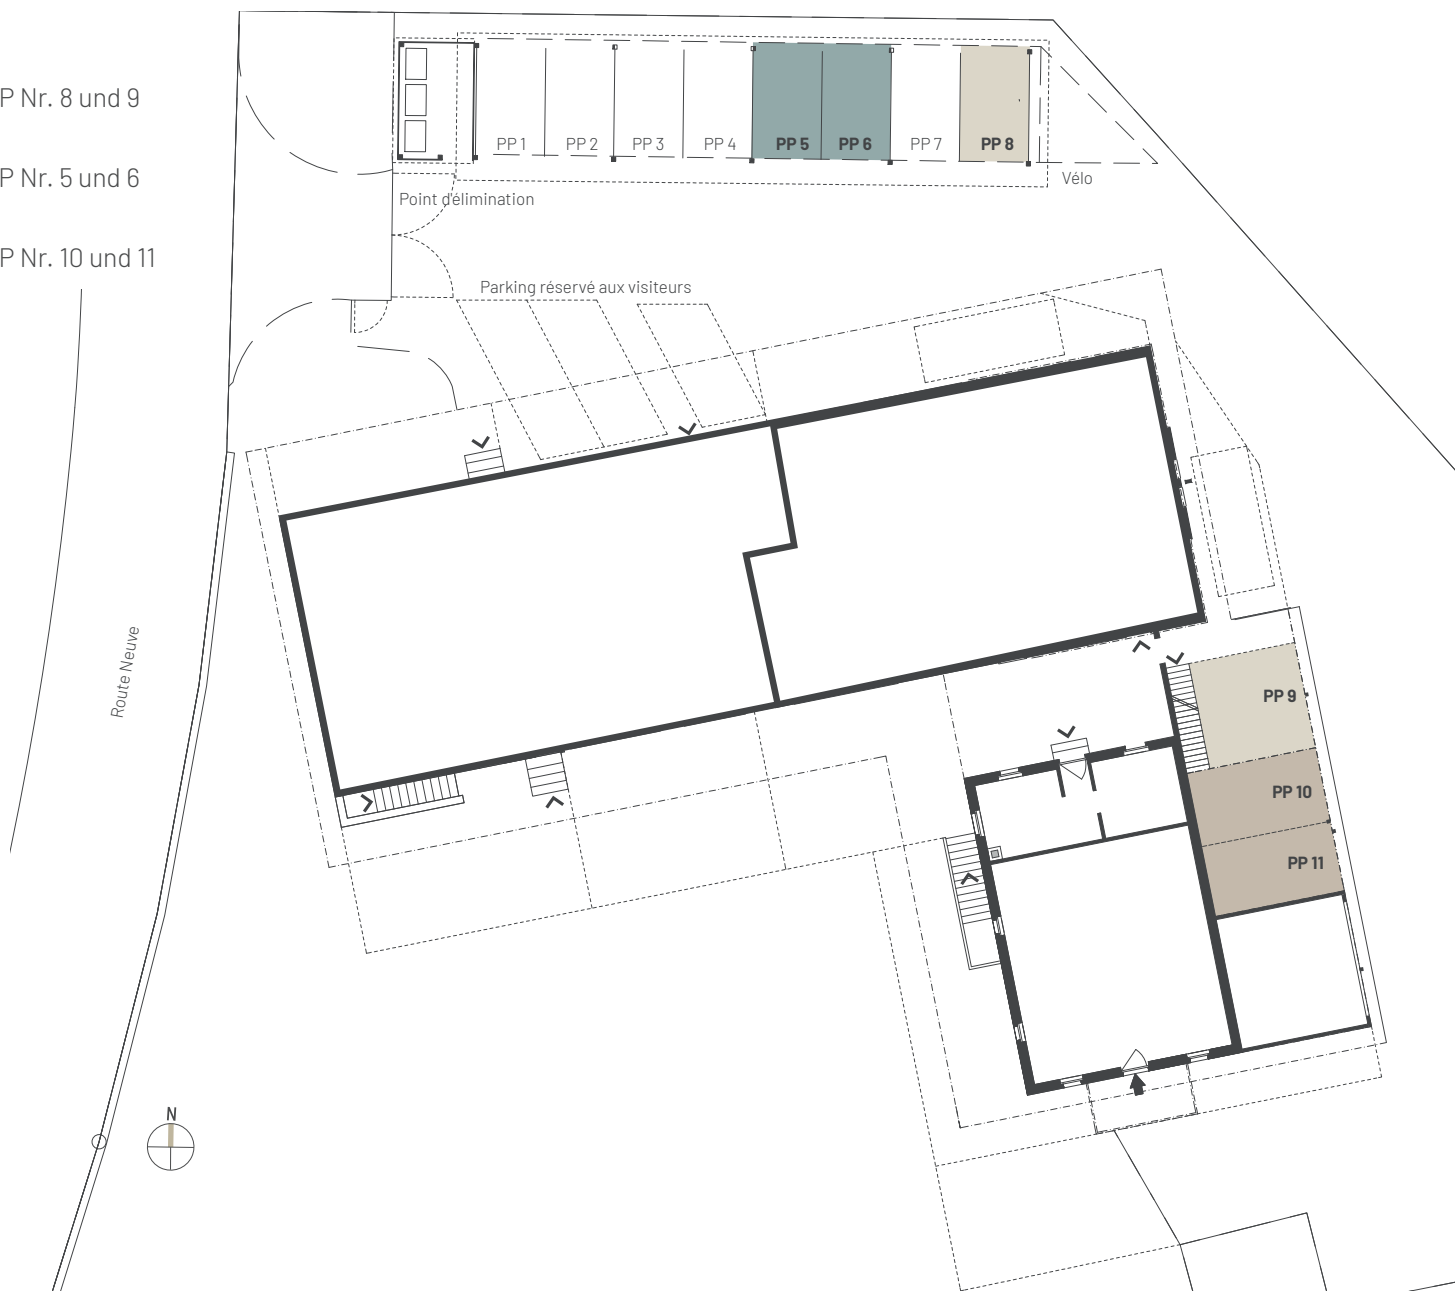 P Nr. 8 und 9
P Nr. 5 und 6
P Nr. 10 und 11
PP 1
PP 2
PP 3
PP 4
PP 5
PP 6
PP 7
PP 8
Vélo
Point d'élimination
Parking réservé aux visiteurs
Route Neuve
PP 9
PP 10
PP 11
N